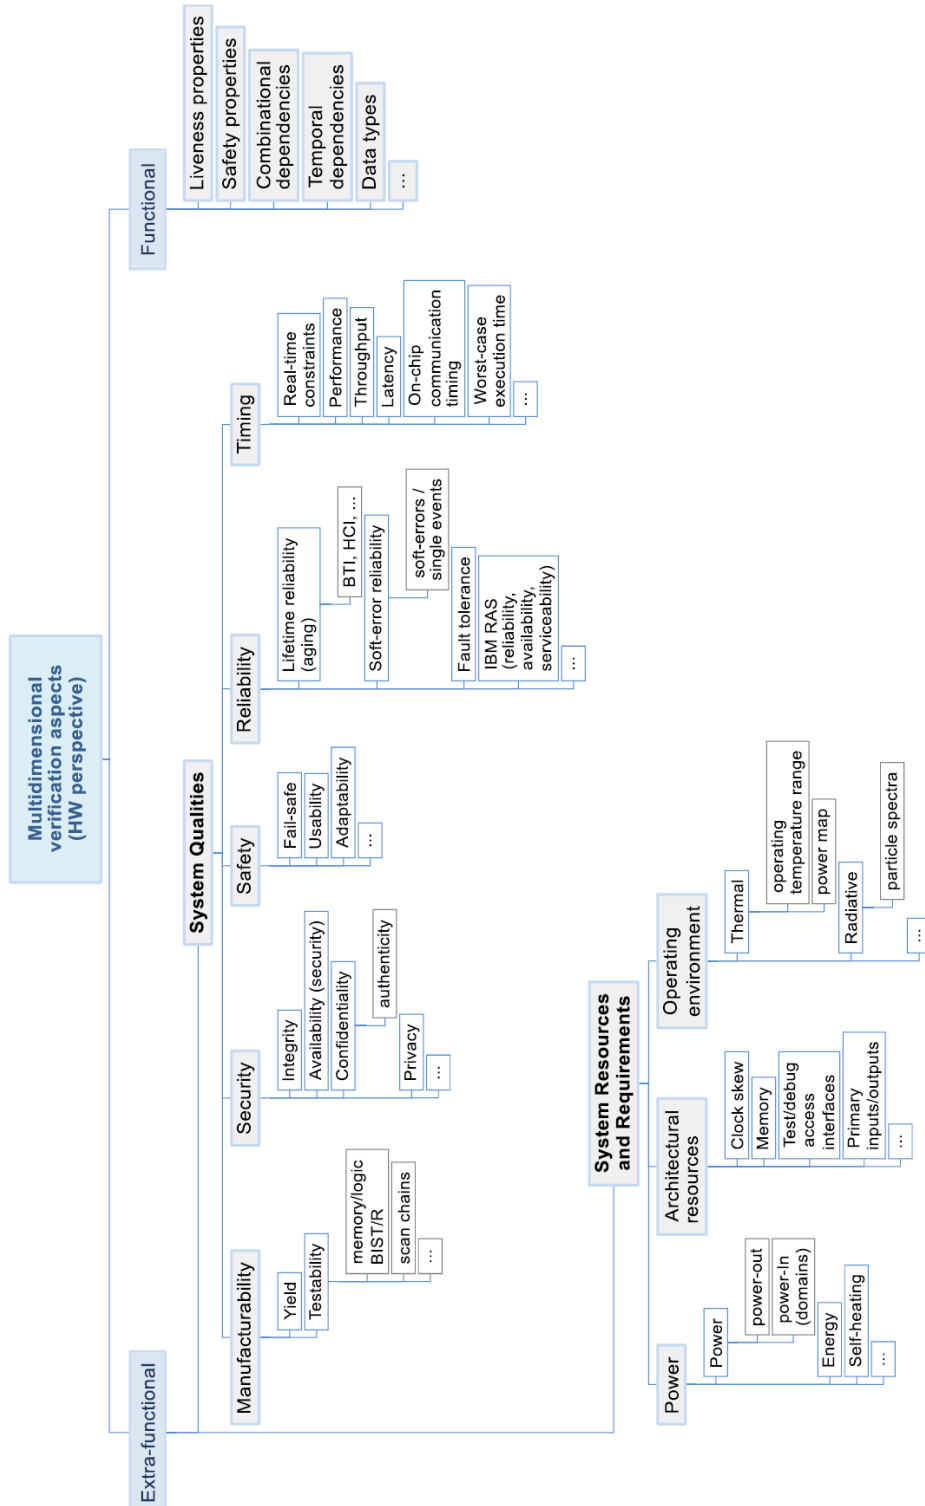 Multidimensional
verification aspects
(HW perspective)
Extra-functional
Functional
System Qualities
Manufacturability
Yield
Testability
memory/logic
BIST/R
scan chains
...
Security
Integrity
Availability (security)
Confidentiality
authenticity
Privacy
...
Safety
Fail-safe
Usability
Adaptability
...
Reliability
Lifetime reliability
(aging)
BTI, HCI, ...
Soft-error reliability
soft-errors /
single events
Fault tolerance
IBM RAS
(reliability,
availability,
serviceability)
...
Timing
Real-time
constraints
Performance
Throughput
Latency
On-chip
communication
timing
Worst-case
execution time
...
Liveness properties
Safety properties
Combinational
dependencies
Temporal
dependencies
Data types
...
System Resources
and Requirements
Power
Power
power-out
power-In
(domains)
Energy
Self-heating
...
Architectural
resources
Clock skew
Memory
Test/debug
access
interfaces
Primary
inputs/outputs
...
Operating
environment
Thermal
operating
temperature range
power map
Radiative
particle spectra
...